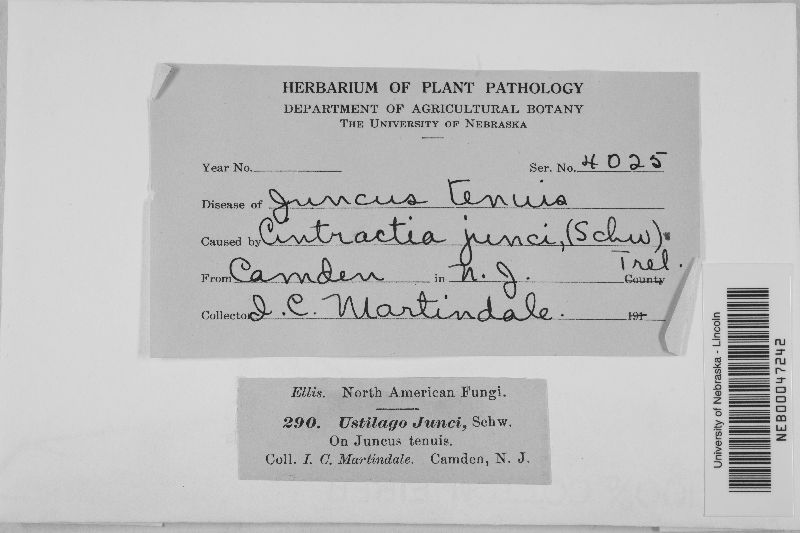 HERBARIUM OF PLANT PATHOLOGY
DEPARTMENT OF AGRICULTURAL BOTANY
THE UNIVERSITY OF NEBRASKA
Year No. Ser. No. 4025
Disease of Juncus tenuis
Caused by Cintractia junci, (Schw).
Trel.
From Camden in N. J. County
Collector I. C. Martindale. 191
Ellis. North American Fungi.
290. Ustilago Junci, Schw.
On Juncus tenuis.
Coll. I. C. Martindale. Camden, N. J.
University of Nebraska - Lincoln
NEB00047242